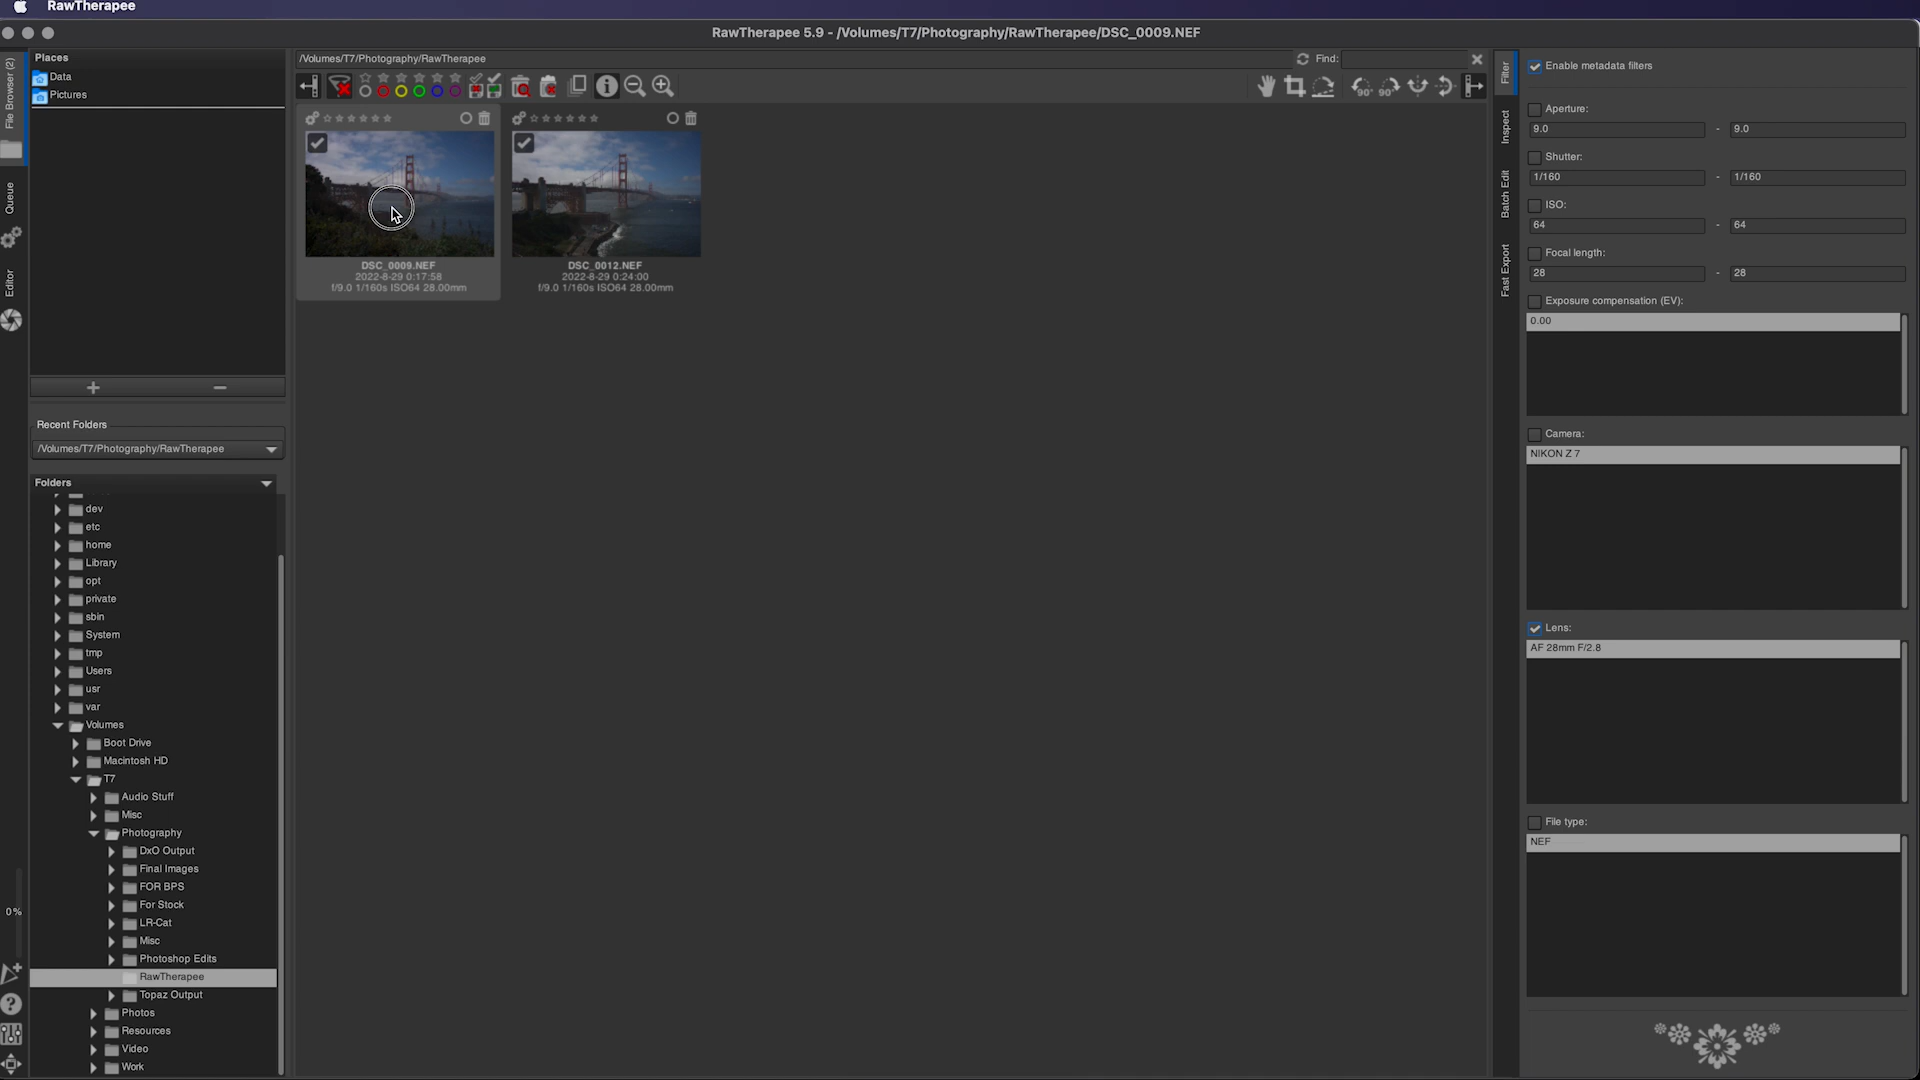 RawTherapee
RawTherapee 5.9 - /Volumes/T7/Photography/RawTherapee/DSC_0009.NEF
File Browser (2)
Queue
Editor
0%
Places
Data
Pictures
+ −
Recent Folders
/Volumes/T7/Photography/RawTherapee
Folders
dev
etc
home
Library
opt
private
sbin
System
tmp
Users
usr
var
Volumes
Boot Drive
Macintosh HD
T7
Audio Stuff
Misc
Photography
DxO Output
Final Images
FOR BPS
For Stock
LR-Cat
Misc
Photoshop Edits
RawTherapee
Topaz Output
Photos
Resources
Video
Work
/Volumes/T7/Photography/RawTherapee
Find:
90° 90°
DSC_0009.NEF
2022-8-29 0:17:58
f/9.0 1/160s ISO64 28.00mm
DSC_0012.NEF
2022-8-29 0:24:00
f/9.0 1/160s ISO64 28.00mm
Filter
Inspect
Batch Edit
Fast Export
Enable metadata filters
Aperture:
9.0 - 9.0
Shutter:
1/160 - 1/160
ISO:
64 - 64
Focal length:
28 - 28
Exposure compensation (EV):
0.00
Camera:
NIKON Z 7
Lens:
AF 28mm F/2.8
File type:
NEF